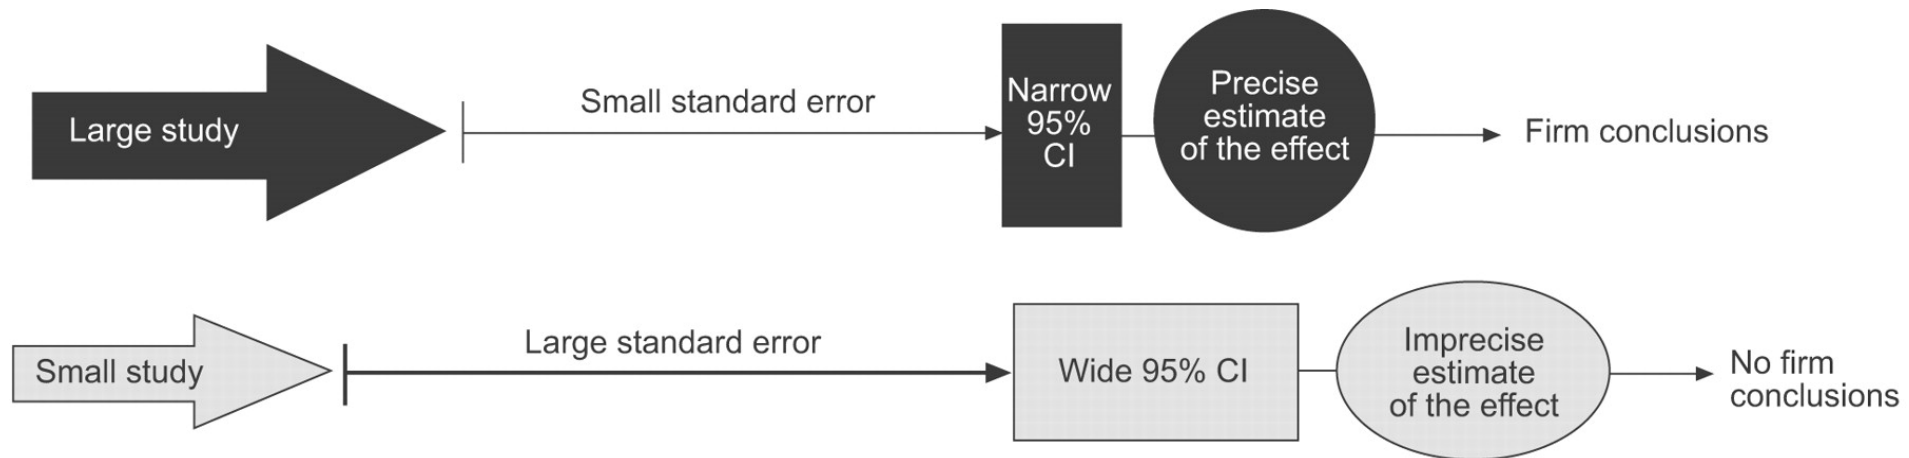 Large study
Small standard error
Narrow
95%
CI
Precise
estimate
of the effect
Firm conclusions
Small study
Large standard error
Wide 95% CI
Imprecise
estimate
of the effect
No firm
conclusions